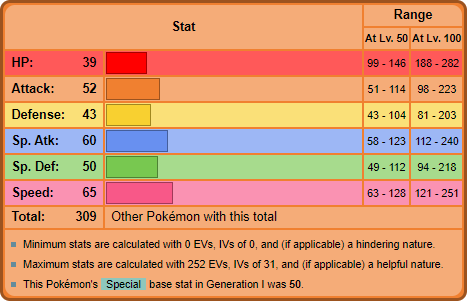 Stat Range
At Lv. 50 At Lv. 100
HP: 39 99 - 146 188 - 282
Attack: 52 51 - 114 98 - 223
Defense: 43 43 - 104 81 - 203
Sp. Atk: 60 58 - 123 112 - 240
Sp. Def: 50 49 - 112 94 - 218
Speed: 65 63 - 128 121 - 251
Total: 309 Other Pokémon with this total
Minimum stats are calculated with 0 EVs, IVs of 0, and (if applicable) a hindering nature.
Maximum stats are calculated with 252 EVs, IVs of 31, and (if applicable) a helpful nature.
This Pokémon's Special base stat in Generation I was 50.